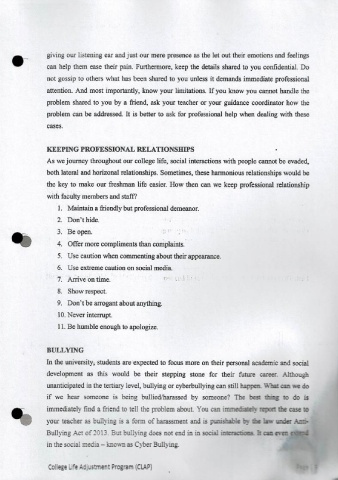 giving our listening ear and just our mere presence as the let out their emotions and feelings
can help them ease their pain. Furthermore, keep the details shared to you confidential. Do
not gossip to others what has been shared to you unless it demands immediate professional
attention. And most importantly, know your limitations. If you know you cannot handle the
problem shared to you by a friend, ask your teacher or your guidance coordinator how the
problem can be addressed. It is better to ask for professional help when dealing with these
cases.
KEEPING PROFESSIONAL RELATIONSHIPS
As we journey throughout our college life, social interactions with people cannot be evaded,
both lateral and horizonal relationships. Sometimes, these harmonious relationships would be
the key to make our freshman life easier. How then can we keep professional relationship
with faculty members and staff?
1. Maintain a friendly but professional demeanor.
2. Don't hide.
3. Be open.
4. Offer more compliments than complaints.
5. Use caution when commenting about their appearance.
6. Use extreme caution on social media.
7. Arrive on time.
8. Show respect.
9. Don't be arrogant about anything.
10. Never interrupt.
11. Be humble enough to apologize.
BULLYING
In the university, students are expected to focus more on their personal academic and social
development as this would be their stepping stone for their future career. Although
unanticipated in the tertiary level, bullying or cyberbullying can still happen. What can we do
if we hear someone is being bullied/harassed by someone? The best thing to do is
immediately find a friend to tell the problem about. You can immediately report the case to
your teacher as bullying is a form of harassment and is punishable by the law under Anti-
Bullying Act of 2013. But bullying does not end in in social interactions. It can even
in the social media – known as Cyber Bullying.
College Life Adjustment Program (CLAP)
Page